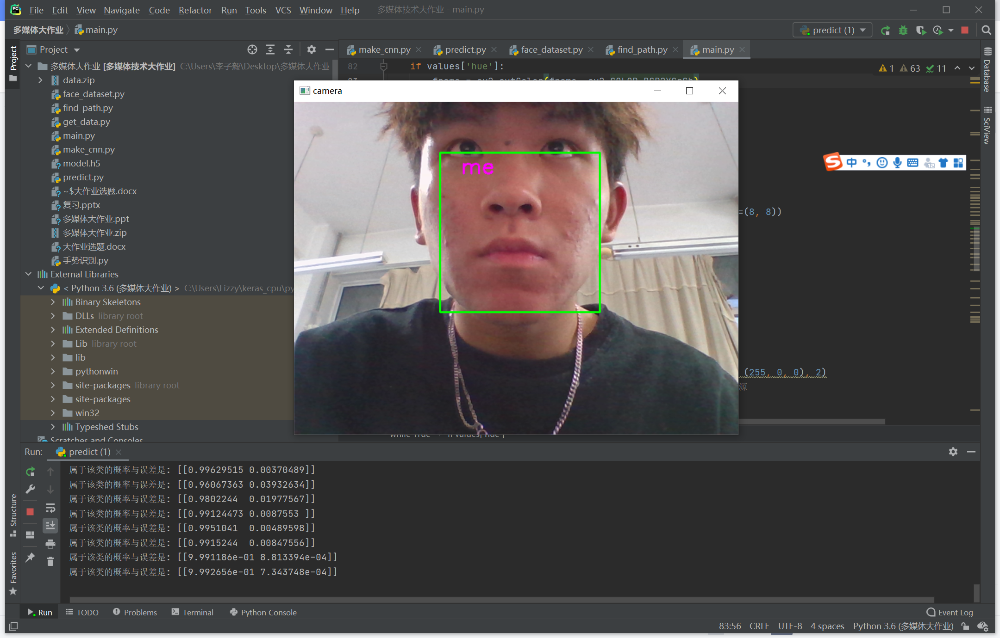 File Edit View Navigate Code Refactor Run Tools VCS Window Help 多媒体技术大作业 - main.py
多媒体大作业 main.py predict (1)
Project make_cnn.py predict.py face_dataset.py find_path.py main.py
Project
多媒体大作业 [多媒体技术大作业] C:\Users\李子毅\Desktop\多媒体大作业
data.zip
face_dataset.py
find_path.py
get_data.py
main.py
make_cnn.py
model.h5
predict.py
~$大作业选题.docx
复习.pptx
多媒体大作业.ppt
多媒体大作业.zip
大作业选题.docx
手势识别.py
External Libraries
< Python 3.6 (多媒体大作业) > C:\Users\Lizzy\keras_cpu\py
Binary Skeletons
DLLs library root
Extended Definitions
Lib library root
lib
pythonwin
site-packages library root
site-packages
win32
Typeshed Stubs
Scratches and Consoles
82 if values['hue']:
1 63 11
camera
me
中
=(8, 8))
(255, 0, 0), 2)
源
while True if values['hue']
Database
SciView
Run: predict (1)
属于该类的概率与误差是: [[0.99629515 0.00370489]]
属于该类的概率与误差是: [[0.96067363 0.03932634]]
属于该类的概率与误差是: [[0.9802244  0.01977567]]
属于该类的概率与误差是: [[0.99124473 0.0087553 ]]
属于该类的概率与误差是: [[0.9951041  0.00489598]]
属于该类的概率与误差是: [[0.9915244  0.00847556]]
属于该类的概率与误差是: [[9.991186e-01 8.813394e-04]]
属于该类的概率与误差是: [[9.992656e-01 7.343748e-04]]
Structure
Favorites
Run TODO Problems Terminal Python Console Event Log
83:56 CRLF UTF-8 4 spaces Python 3.6 (多媒体大作业)